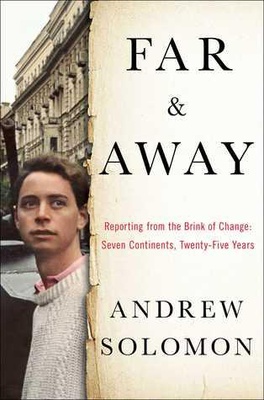 FAR
&
AWAY
Reporting from the Brink of Change:
Seven Continents, Twenty-Five Years
ANDREW
SOLOMON